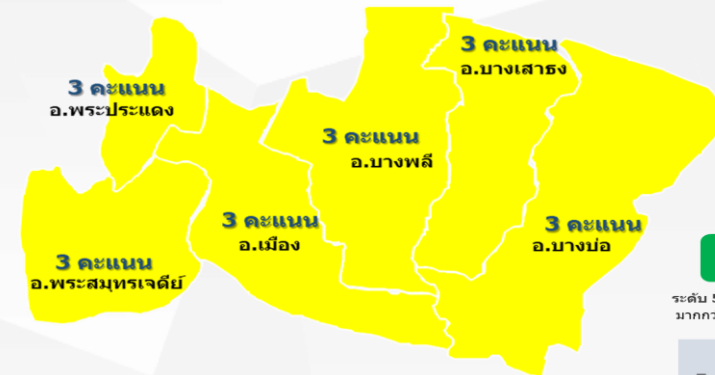 3 คะแนน
อ.บางเสาธง
3 คะแนน
อ.พระประแดง
3 คะแนน
อ.บางพลี
3 คะแนน
อ.เมือง
3 คะแนน
อ.บางบ่อ
3 คะแนน
อ.พระสมุทรเจดีย์
ระดับ